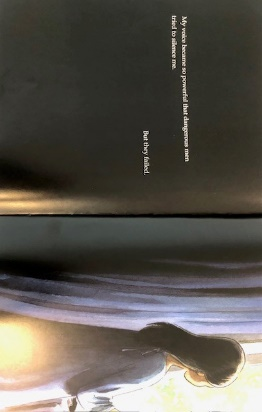 My voice became so powerful that dangerous men
tried to silence me.
But they failed.